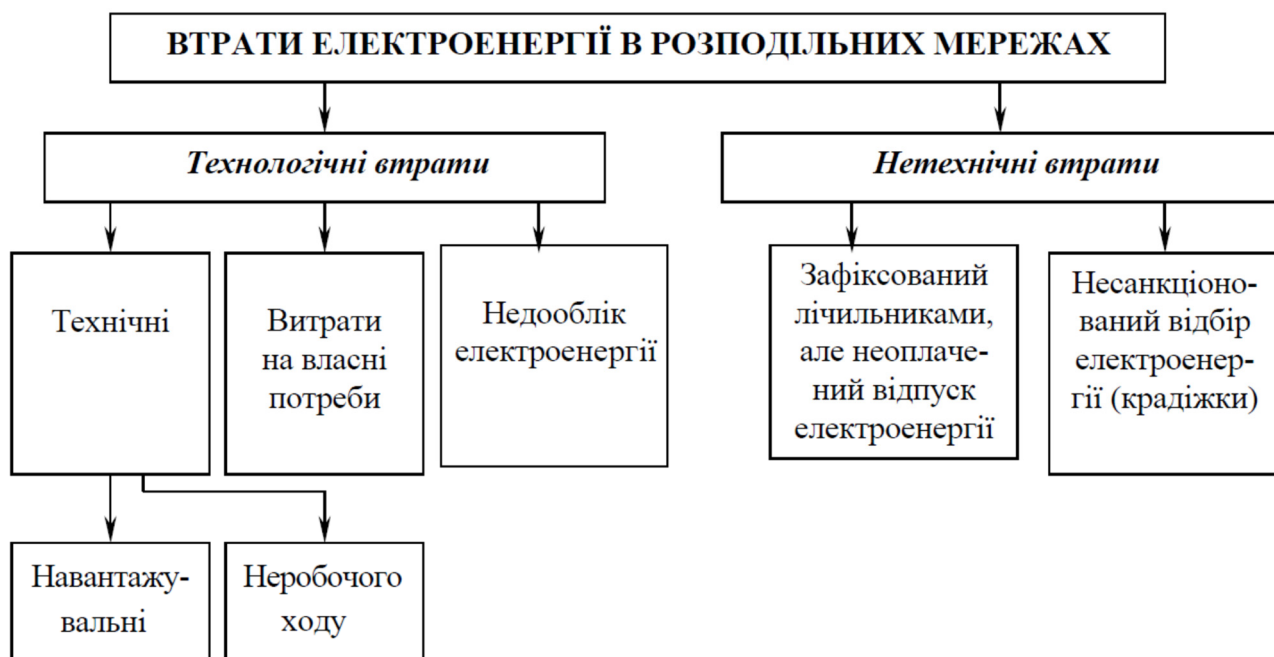 ВТРАТИ ЕЛЕКТРОЕНЕРГІЇ В РОЗПОДІЛЬНИХ МЕРЕЖАХ
Технологічні втрати
Нетехнічні втрати
Технічні
Витрати
на власні
потреби
Недооблік
електроенергії
Зафіксований
лічильниками,
але неоплаче-
ний відпуск
електроенергії
Несанкціоно-
ваний відбір
електроенер-
гії (крадіжки)
Навантажу-
вальні
Неробочого
ходу